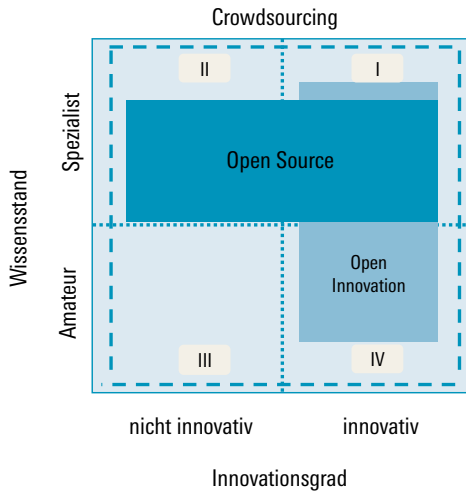 Crowdsourcing
II
I
Spezialist
Open Source
Wissensstand
Open
Innovation
Amateur
III
IV
nicht innovativ
innovativ
Innovationsgrad